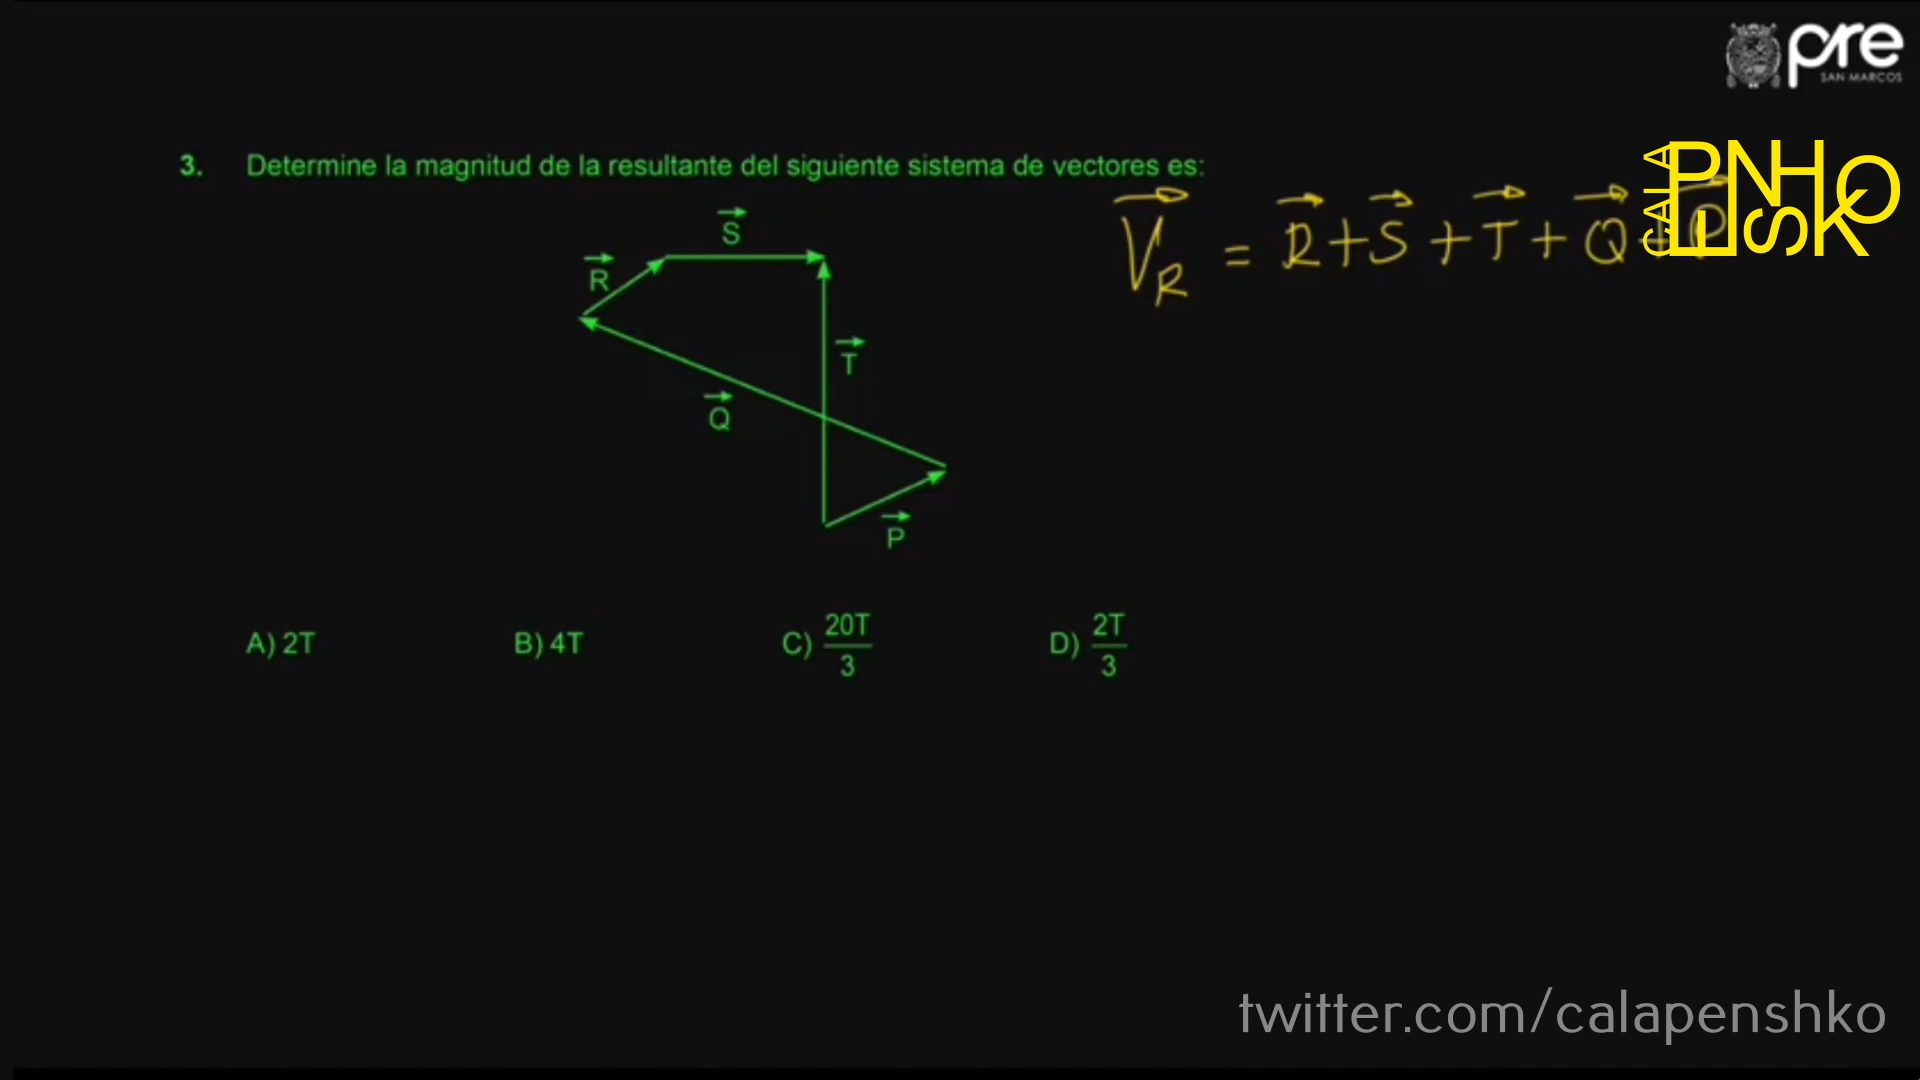 pre
SAN MARCOS
3. Determine la magnitud de la resultante del siguiente sistema de vectores es:
CALA
PENSHKO
V⃗R = R⃗ + S⃗ + T⃗ + Q⃗ + P⃗
S⃗
R⃗
T⃗
Q⃗
P⃗
A) 2T B) 4T C) 20T/3 D) 2T/3
twitter.com/calapenshko